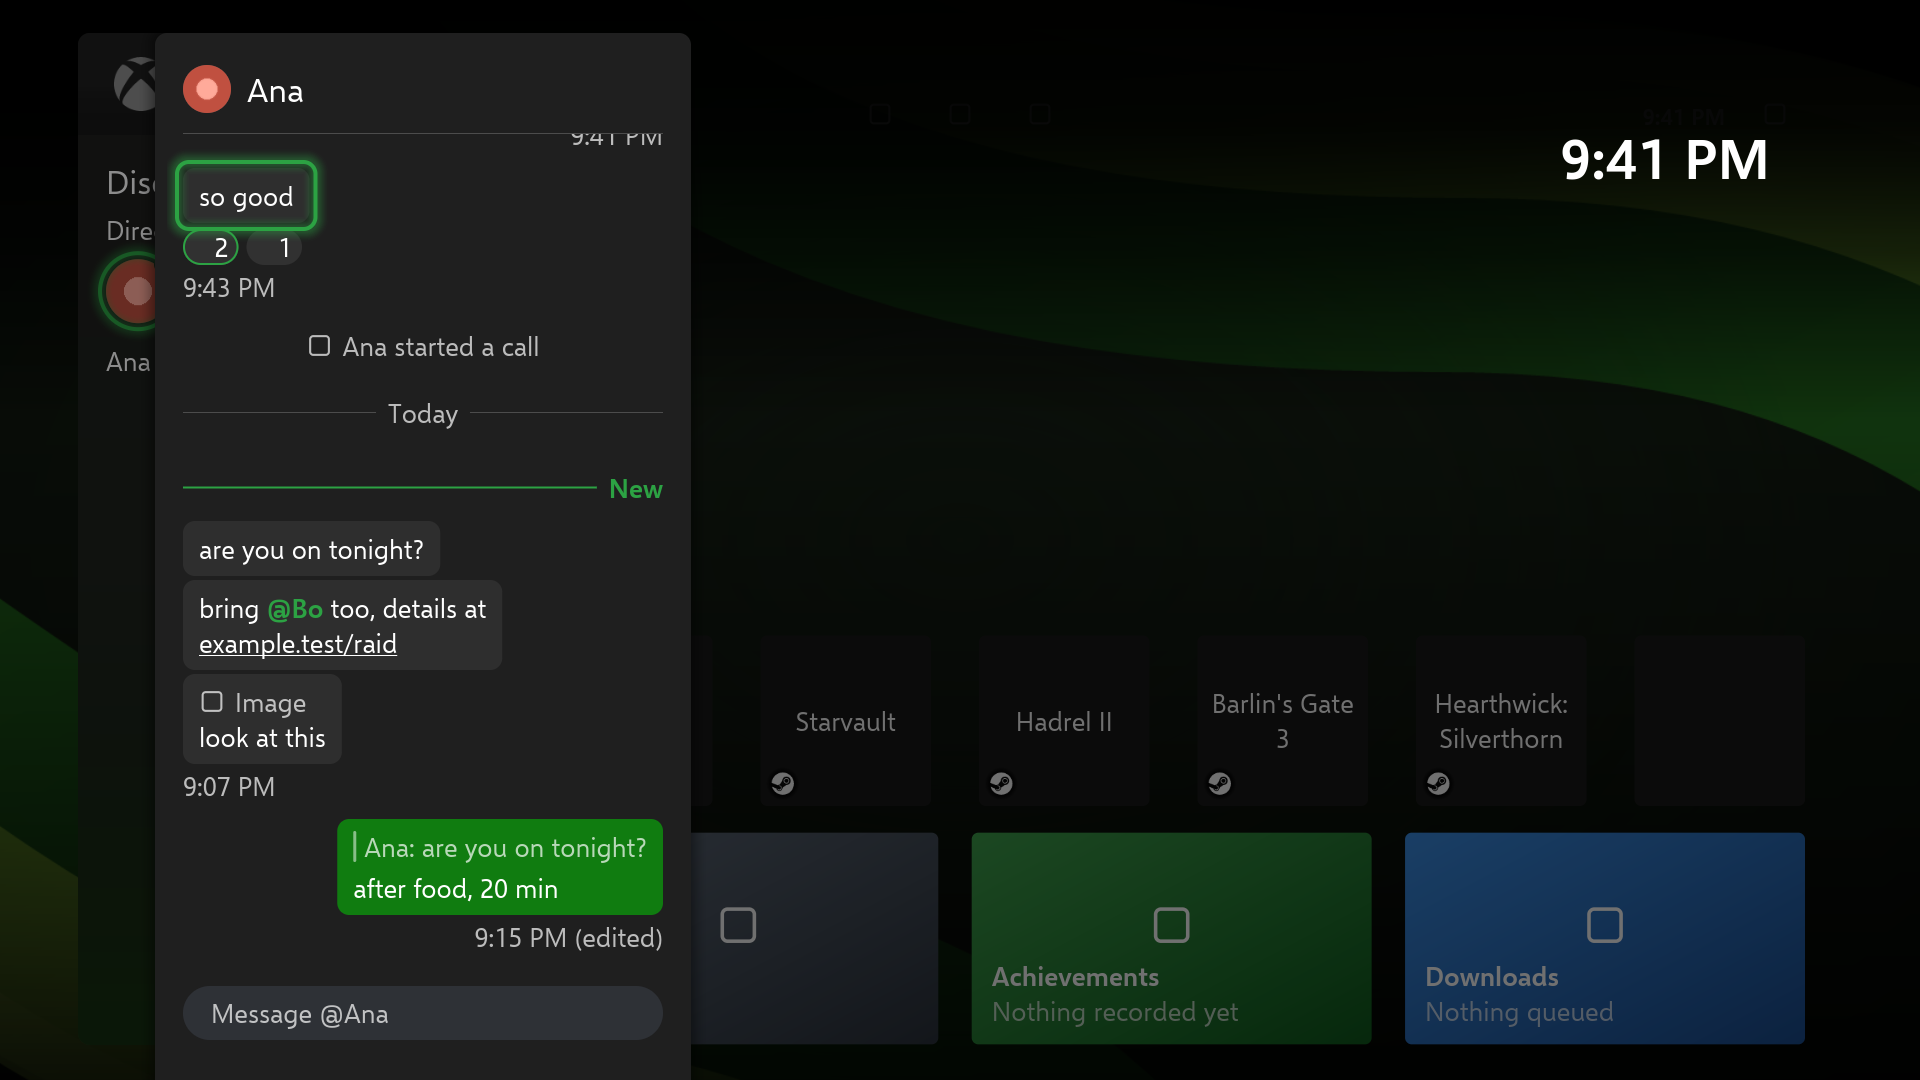 Ana
9:41 PM
so good
2 1
9:43 PM
Ana started a call
Today
New
are you on tonight?
bring @Bo too, details at
example.test/raid
Image
look at this
9:07 PM
Ana: are you on tonight?
after food, 20 min
9:15 PM (edited)
Message @Ana
Ana
9:41 PM
9:41 PM
Starvault
Hadrel II
Barlin's Gate
3
Hearthwick:
Silverthorn
Achievements
Nothing recorded yet
Downloads
Nothing queued